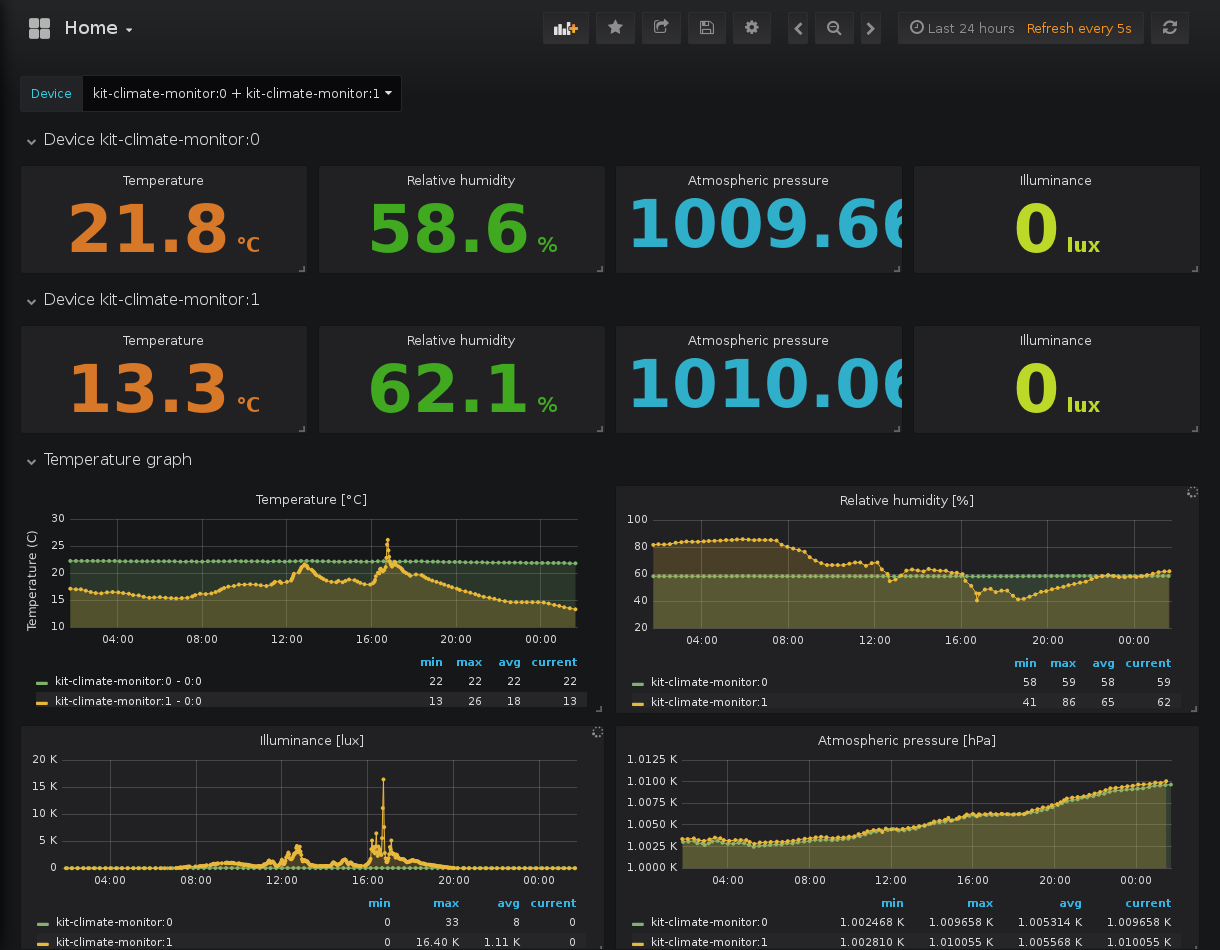 Home
Last 24 hours Refresh every 5s
Device kit-climate-monitor:0 + kit-climate-monitor:1
Device kit-climate-monitor:0
Temperature Relative humidity Atmospheric pressure Illuminance
21.8 °C 58.6 % 1009.66 0 lux
Device kit-climate-monitor:1
Temperature Relative humidity Atmospheric pressure Illuminance
13.3 °C 62.1 % 1010.06 0 lux
Temperature graph
Temperature [°C]
Temperature (C)
30
25
20
15
10
04:00 08:00 12:00 16:00 20:00 00:00
min max avg current
kit-climate-monitor:0 - 0:0 22 22 22 22
kit-climate-monitor:1 - 0:0 13 26 18 13
Relative humidity [%]
100
80
60
40
20
04:00 08:00 12:00 16:00 20:00 00:00
min max avg current
kit-climate-monitor:0 58 59 58 59
kit-climate-monitor:1 41 86 65 62
Illuminance [lux]
20 K
15 K
10 K
5 K
0
04:00 08:00 12:00 16:00 20:00 00:00
min max avg current
kit-climate-monitor:0 0 33 8 0
kit-climate-monitor:1 0 16.40 K 1.11 K 0
Atmospheric pressure [hPa]
1.0125 K
1.0100 K
1.0075 K
1.0050 K
1.0025 K
1.0000 K
04:00 08:00 12:00 16:00 20:00 00:00
min max avg current
kit-climate-monitor:0 1.002468 K 1.009658 K 1.005314 K 1.009658 K
kit-climate-monitor:1 1.002810 K 1.010055 K 1.005568 K 1.010055 K